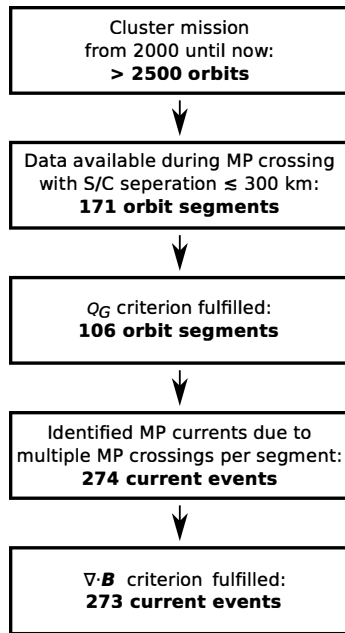 Cluster mission
from 2000 until now:
> 2500 orbits
Data available during MP crossing
with S/C seperation ≲ 300 km:
171 orbit segments
Q_G criterion fulfilled:
106 orbit segments
Identified MP currents due to
multiple MP crossings per segment:
274 current events
∇·B criterion fulfilled:
273 current events